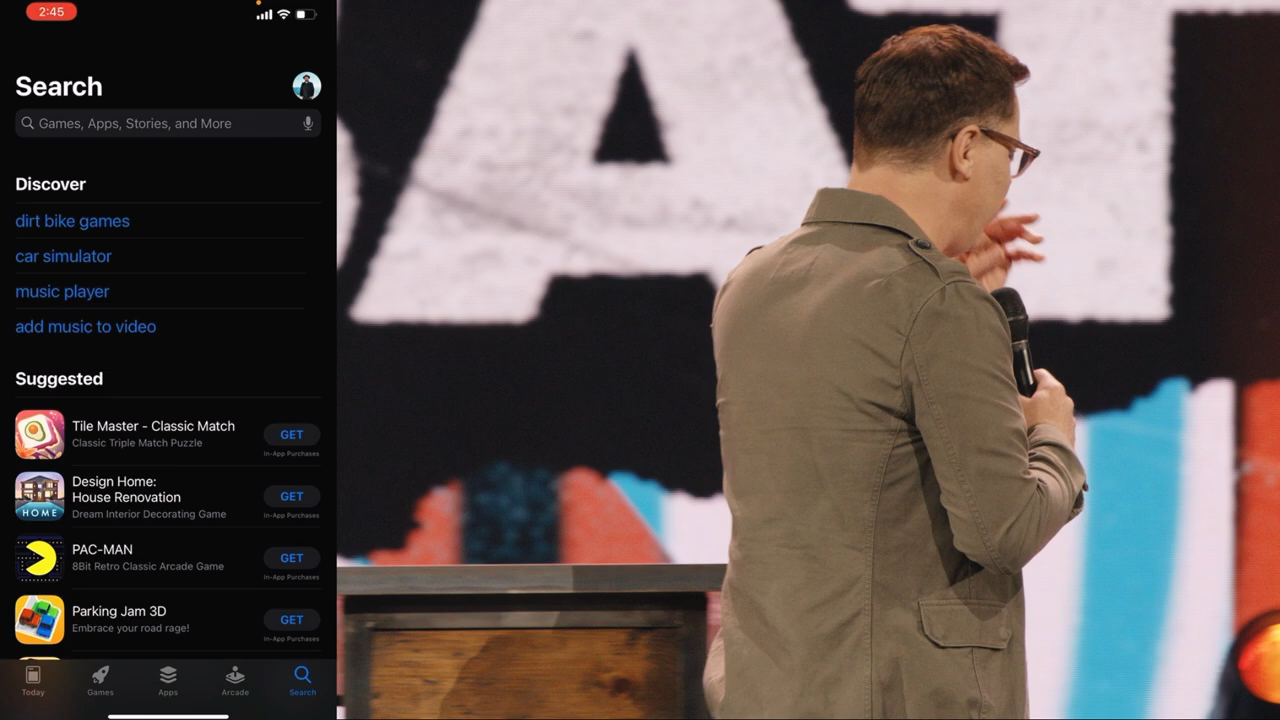 2:45
Search
Games, Apps, Stories, and More
Discover
dirt bike games
car simulator
music player
add music to video
Suggested
Tile Master - Classic Match
Classic Triple Match Puzzle
GET
In-App Purchases
Design Home:
House Renovation
Dream Interior Decorating Game
GET
In-App Purchases
HOME
PAC-MAN
8Bit Retro Classic Arcade Game
GET
In-App Purchases
Parking Jam 3D
Embrace your road rage!
GET
In-App Purchases
Today
Games
Apps
Arcade
Search
AT